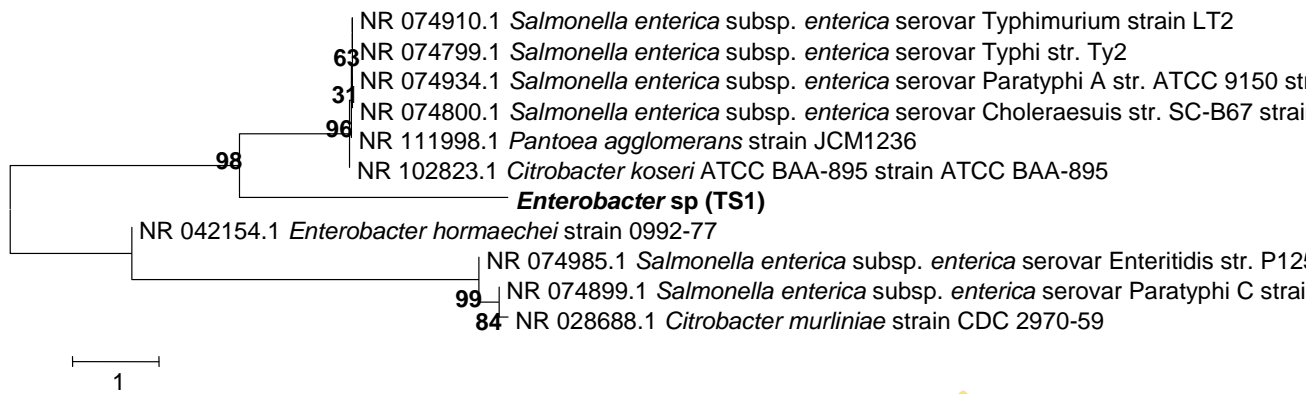 NR 074910.1 Salmonella enterica subsp. enterica serovar Typhimurium strain LT2
NR 074799.1 Salmonella enterica subsp. enterica serovar Typhi str. Ty2
63
NR 074934.1 Salmonella enterica subsp. enterica serovar Paratyphi A str. ATCC 9150
31
NR 074800.1 Salmonella enterica subsp. enterica serovar Choleraesuis str. SC-B67 strain
96
NR 111998.1 Pantoea agglomerans strain JCM1236
98
NR 102823.1 Citrobacter koseri ATCC BAA-895 strain ATCC BAA-895
Enterobacter sp (TS1)
NR 042154.1 Enterobacter hormaechei strain 0992-77
NR 074985.1 Salmonella enterica subsp. enterica serovar Enteritidis str. P125
99
NR 074899.1 Salmonella enterica subsp. enterica serovar Paratyphi C strai
84
NR 028688.1 Citrobacter murliniae strain CDC 2970-59
1